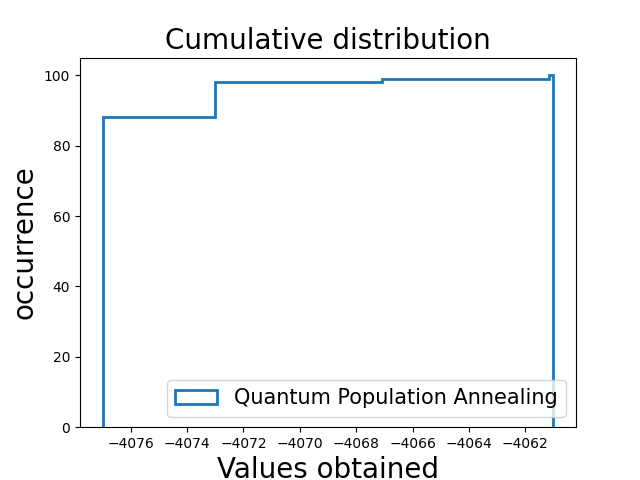 Cumulative distribution
100
80
60
40
20
0
occurrence
Quantum Population Annealing
−4076 −4074 −4072 −4070 −4068 −4066 −4064 −4062
Values obtained